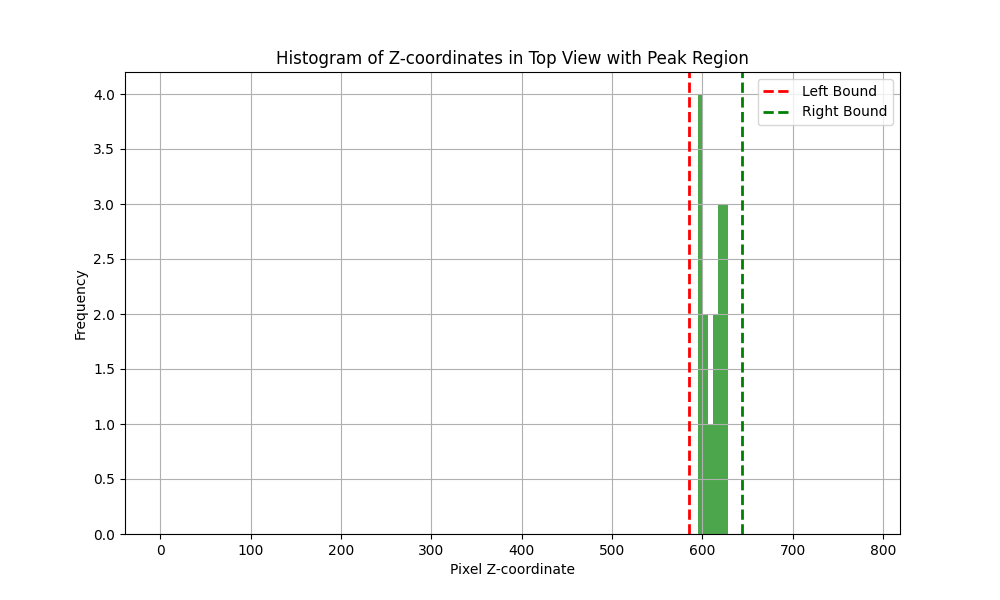 Histogram of Z-coordinates in Top View with Peak Region
Left Bound
Right Bound
4.0
3.5
3.0
2.5
2.0
1.5
1.0
0.5
0.0
Frequency
0 100 200 300 400 500 600 700 800
Pixel Z-coordinate